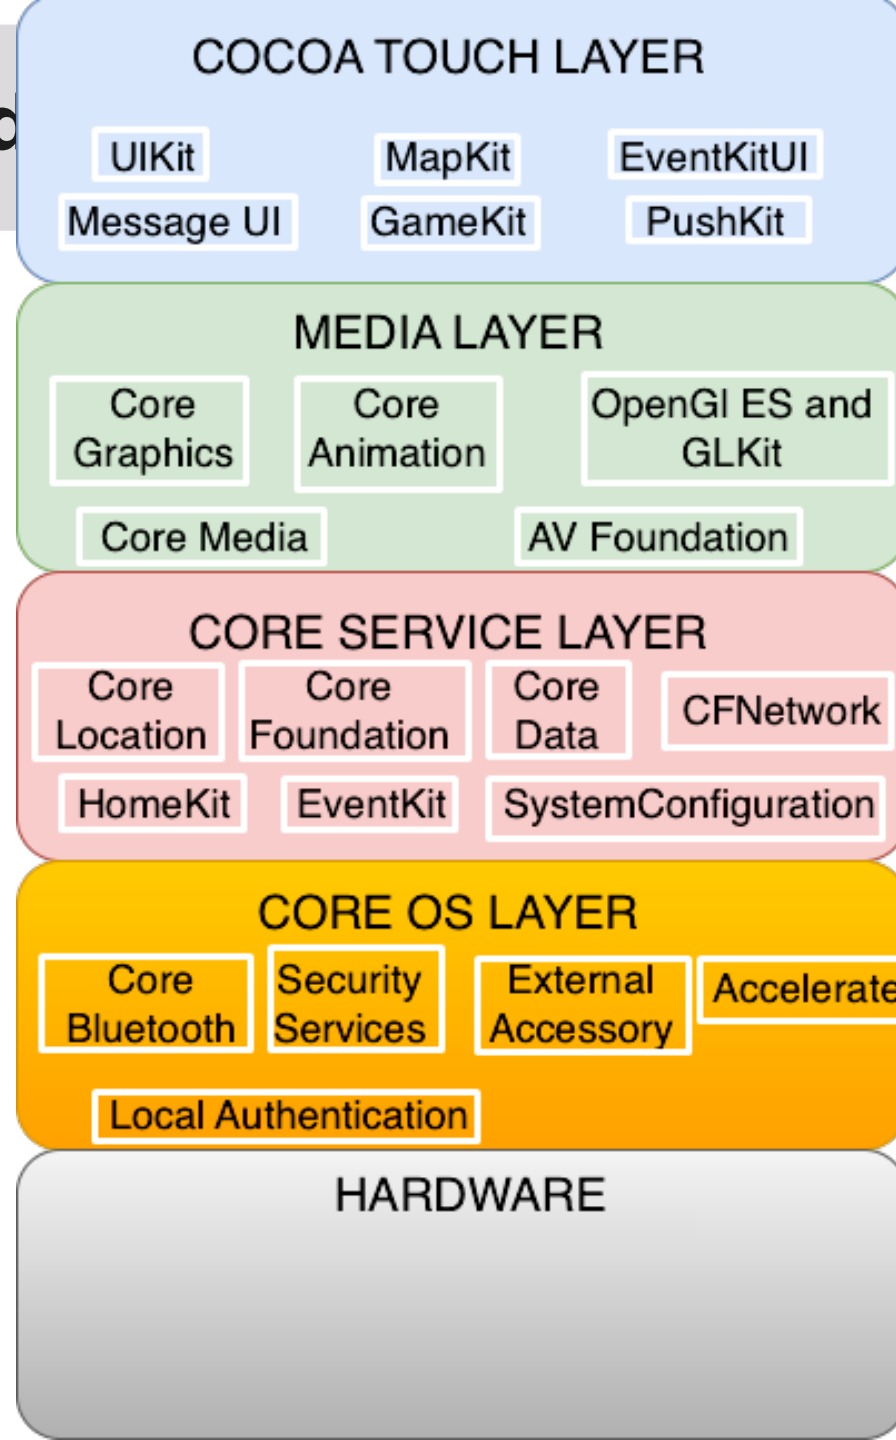 COCOA TOUCH LAYER
UIKit MapKit EventKitUI
Message UI GameKit PushKit
MEDIA LAYER
Core Graphics
Core Animation
OpenGl ES and GLKit
Core Media AV Foundation
CORE SERVICE LAYER
Core Location
Core Foundation
Core Data
CFNetwork
HomeKit EventKit SystemConfiguration
CORE OS LAYER
Core Bluetooth
Security Services
External Accessory
Accelerate
Local Authentication
HARDWARE